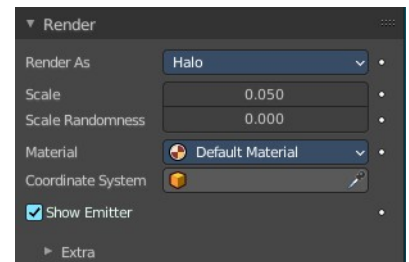 Render
Render As Halo
Scale 0.050
Scale Randomness 0.000
Material Default Material
Coordinate System
Show Emitter
Extra